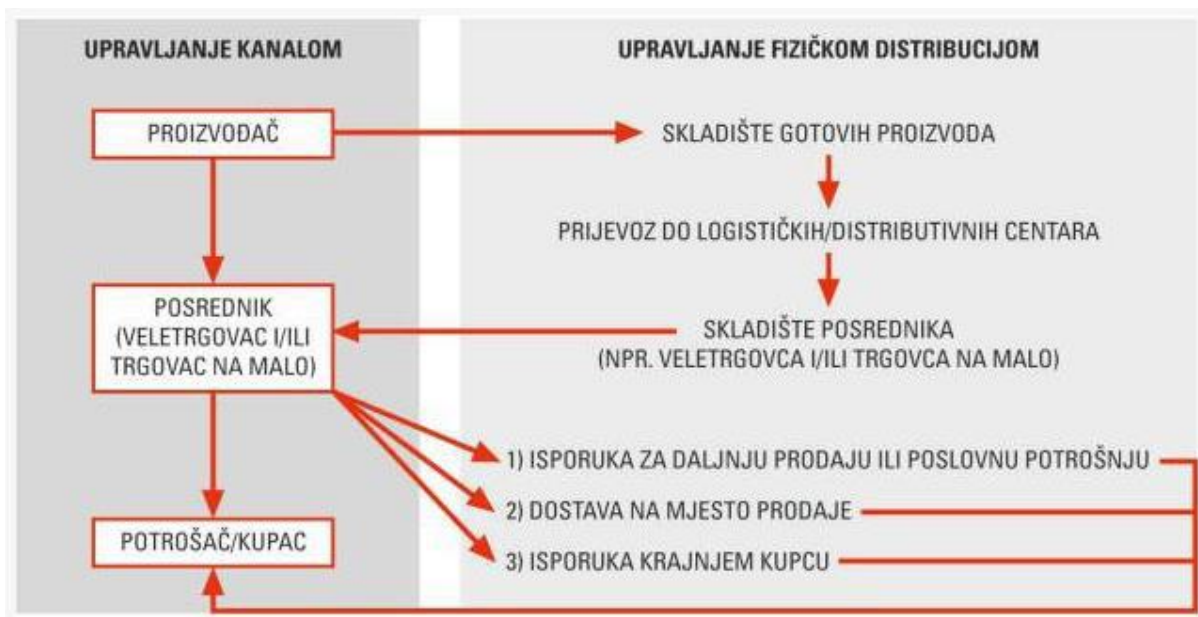 UPRAVLJANJE KANALOM
UPRAVLJANJE FIZIČKOM DISTRIBUCIJOM
PROIZVOĐAČ
SKLADIŠTE GOTOVIH PROIZVODA
PRIJEVOZ DO LOGISTIČKIH/DISTRIBUTIVNIH CENTARA
POSREDNIK
(VELETRGOVAC I/ILI
TRGOVAC NA MALO)
SKLADIŠTE POSREDNIKA
(NPR. VELETRGOVCA I/ILI TRGOVCA NA MALO)
1) ISPORUKA ZA DALJNJU PRODAJU ILI POSLOVNU POTROŠNJU
2) DOSTAVA NA MJESTO PRODAJE
3) ISPORUKA KRAJNJEM KUPCU
POTROŠAČ/KUPAC